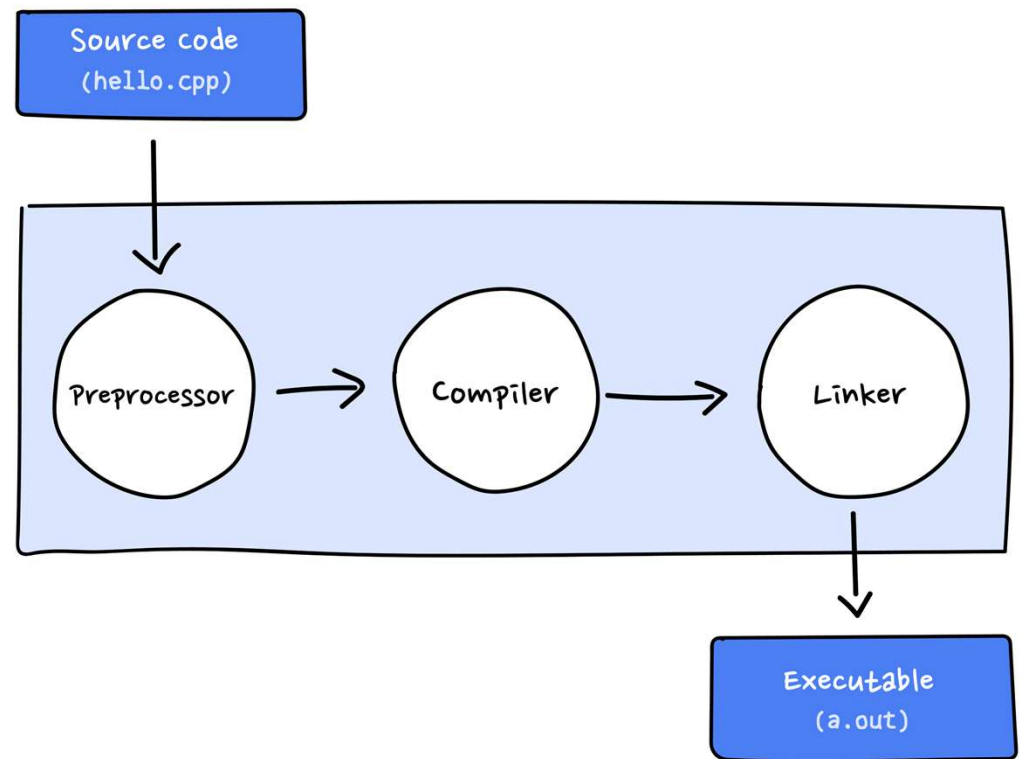 Source code
(hello.cpp)
Preprocessor
Compiler
Linker
Executable
(a.out)